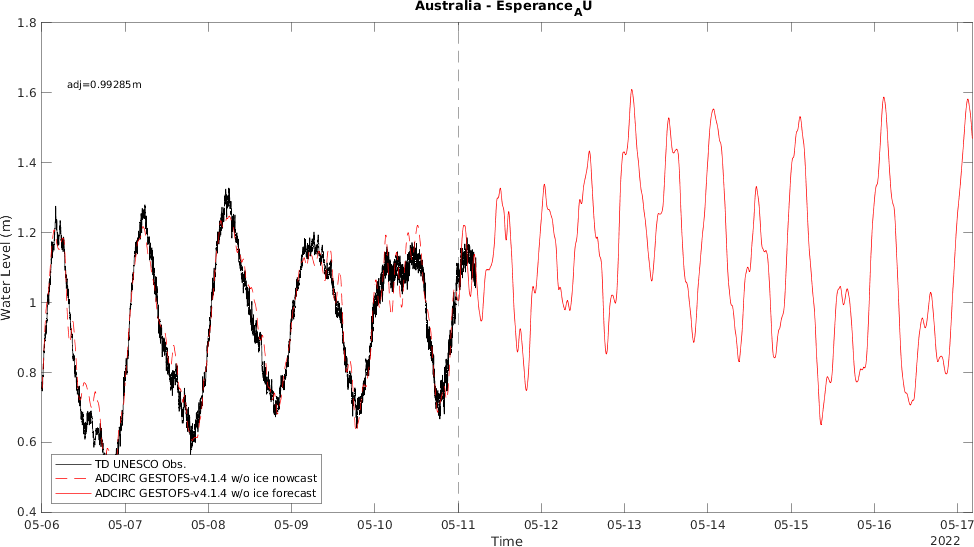 Australia - Esperance_AU
1.8
1.6
1.4
1.2
1
0.8
0.6
0.4
Water Level (m)
adj=0.99285m
TD UNESCO Obs.
ADCIRC GESTOFS-v4.1.4 w/o ice nowcast
ADCIRC GESTOFS-v4.1.4 w/o ice forecast
05-06 05-07 05-08 05-09 05-10 05-11 05-12 05-13 05-14 05-15 05-16 05-17
Time
2022